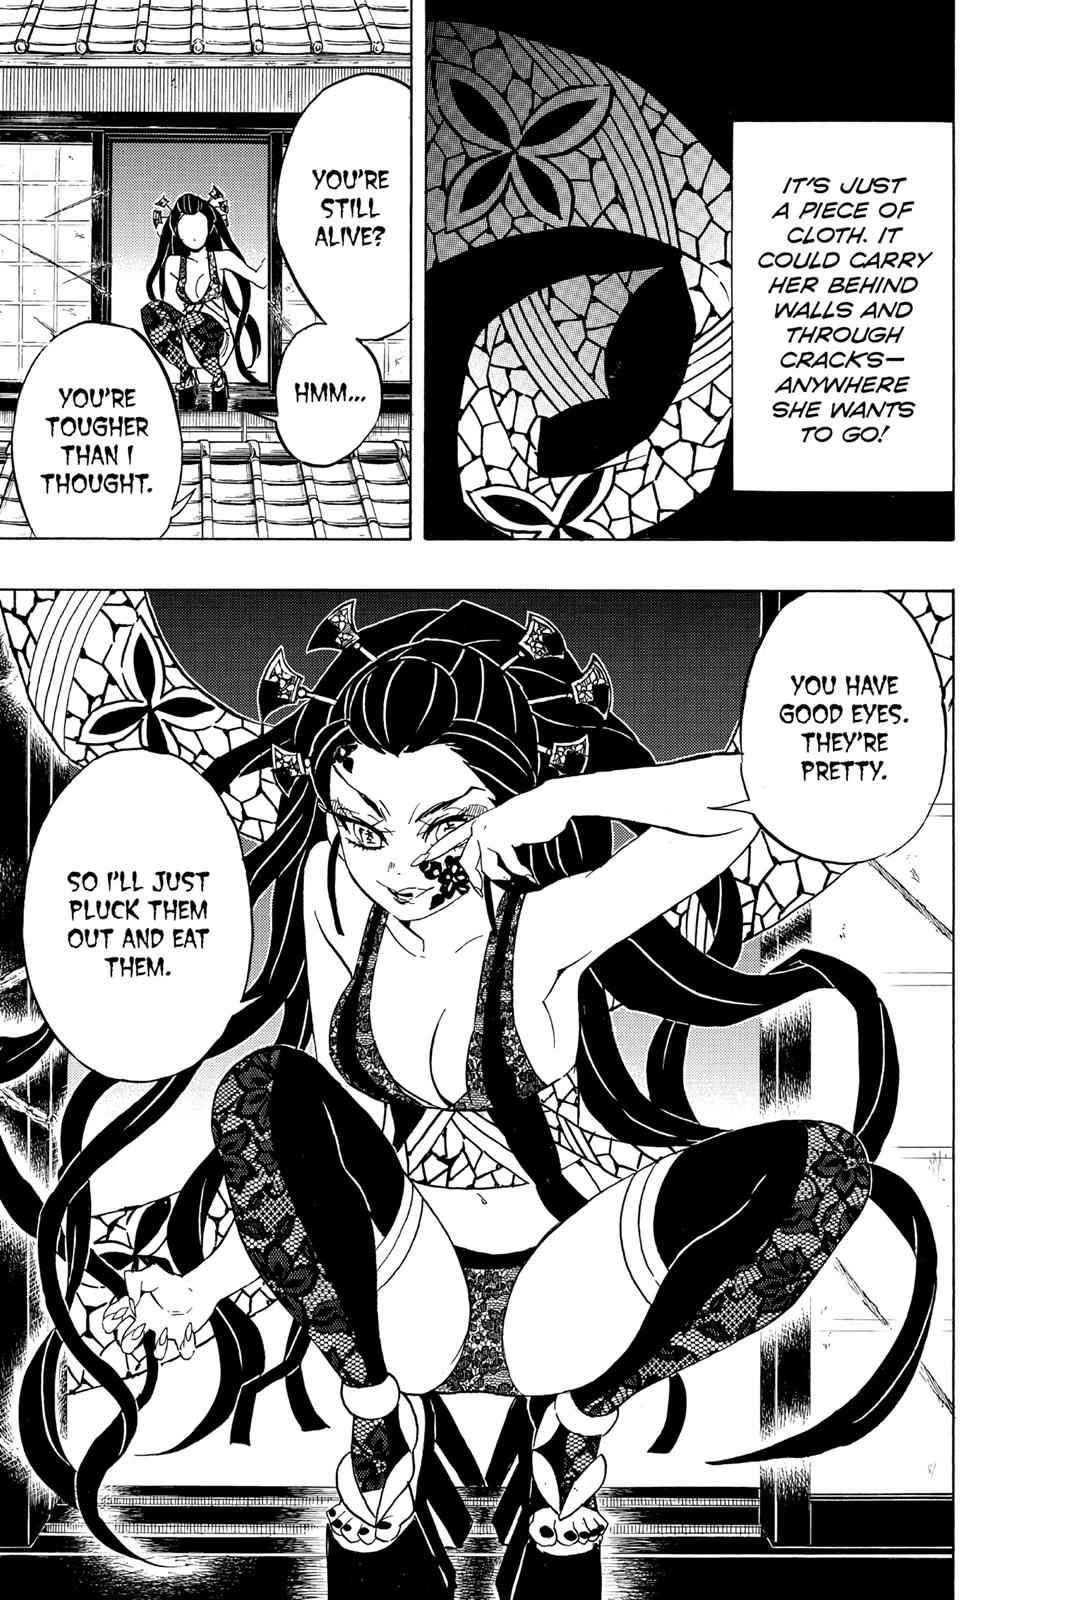 IT'S JUST
A PIECE OF
CLOTH. IT
COULD CARRY
HER BEHIND
WALLS AND
THROUGH
CRACKS—
ANYWHERE
SHE WANTS
TO GO!
YOU'RE
STILL
ALIVE?
HMM...
YOU'RE
TOUGHER
THAN I
THOUGHT.
YOU HAVE
GOOD EYES.
THEY'RE
PRETTY.
SO I'LL JUST
PLUCK THEM
OUT AND EAT
THEM.